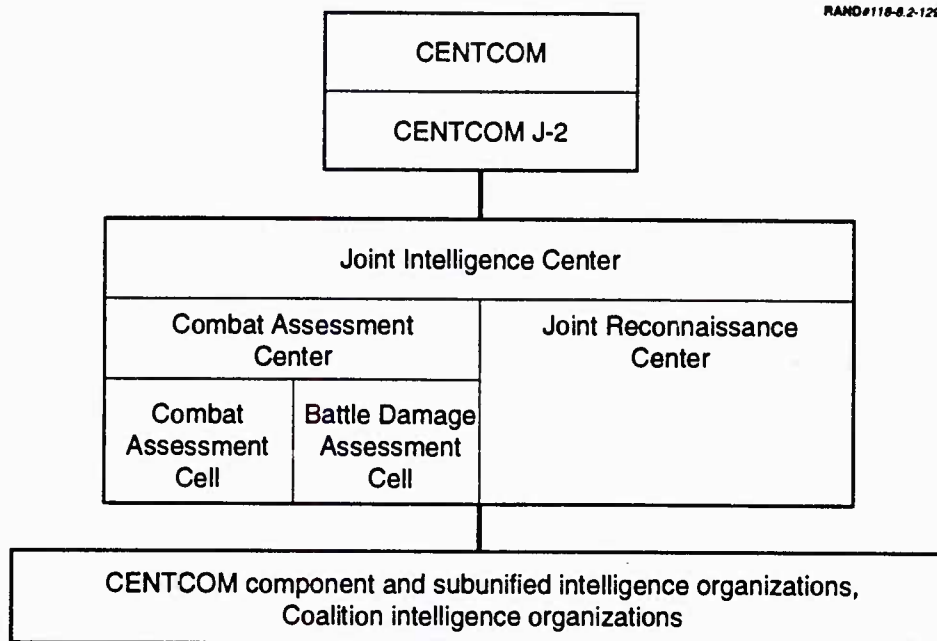 RAND#118-8.2-129
CENTCOM
CENTCOM J-2
Joint Intelligence Center
Combat Assessment
Center
Joint Reconnaissance
Center
Combat
Assessment
Cell
Battle Damage
Assessment
Cell
CENTCOM component and subunified intelligence organizations,
Coalition intelligence organizations